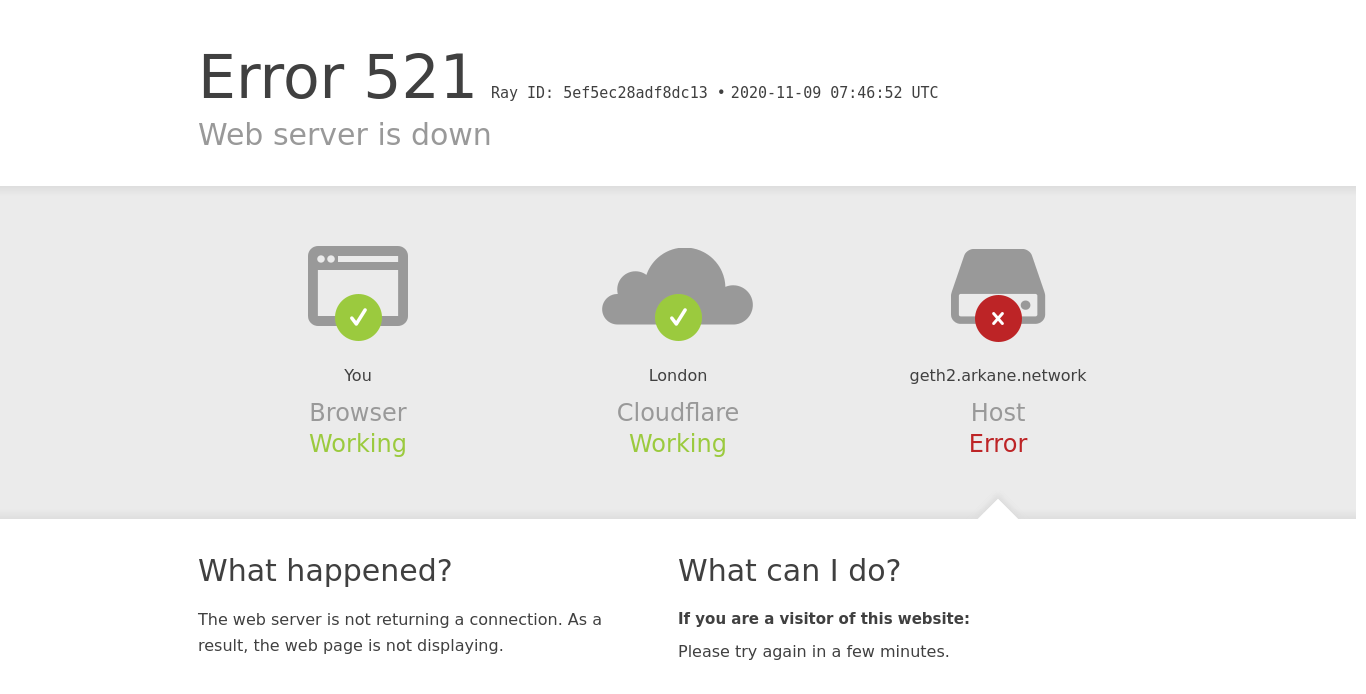 Error 521 Ray ID: 5ef5ec28adf8dc13 • 2020-11-09 07:46:52 UTC
Web server is down
You
Browser
Working
London
Cloudflare
Working
geth2.arkane.network
Host
Error
What happened?
The web server is not returning a connection. As a
result, the web page is not displaying.
What can I do?
If you are a visitor of this website:
Please try again in a few minutes.